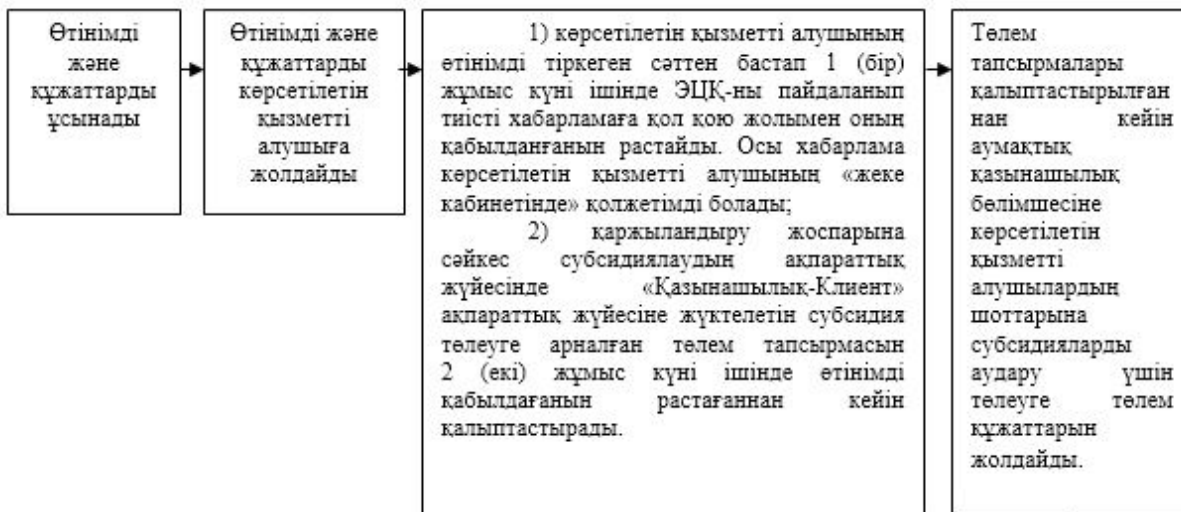 Өтінімді
және
құжаттарды
ұсынады
Өтінімді және
құжаттарды
көрсетілетін
қызметті
алушыға
жолдайды
1) көрсетілетін қызметті алушының
өтінімді тіркеген сәттен бастап 1 (бір)
жұмыс күні ішінде ЭЦҚ-ны пайдаланып
тиісті хабарламаға қол қою жолымен оның
қабылданғанын растайды. Осы хабарлама
көрсетілетін қызметті алушының «жеке
кабинетінде» қолжетімді болады;
2) қаржыландыру жоспарына
сәйкес субсидиялаудың ақпараттық
жүйесінде «Қазынашылық-Клиент»
ақпараттық жүйесіне жүктелетін субсидия
төлеуге арналған төлем тапсырмасын
2 (екі) жұмыс күні ішінде өтінімді
қабылдағанын растағаннан кейін
қалыптастырады.
Төлем
тапсырмалары
қалыптастырылған
нан кейін
аумақтық
қазынашылық
бөлімшесіне
көрсетілетін
қызметті
алушылардың
шоттарына
субсидияларды
аудару үшін
төлеуге төлем
құжаттарын
жолдайды.